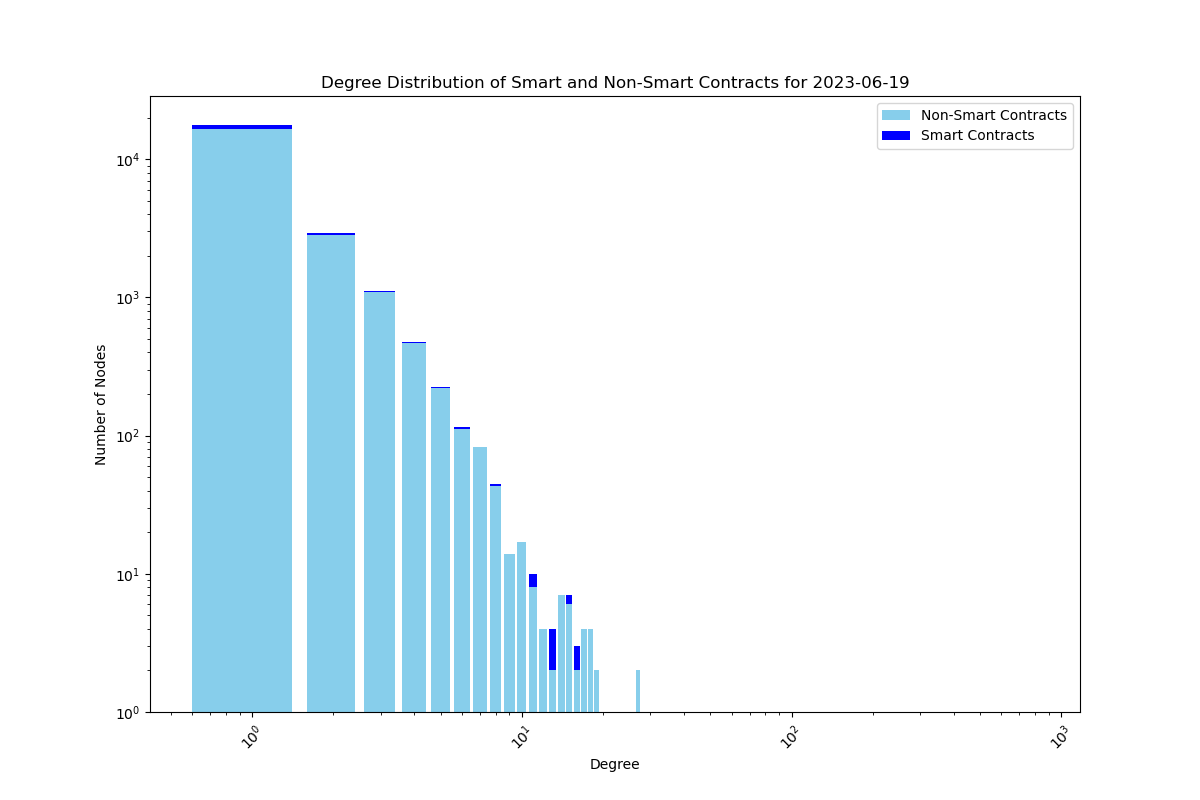 Degree Distribution of Smart and Non-Smart Contracts for 2023-06-19
Non-Smart Contracts
Smart Contracts
Number of Nodes
10⁴
10³
10²
10¹
10⁰
10⁰
10¹
10²
10³
Degree